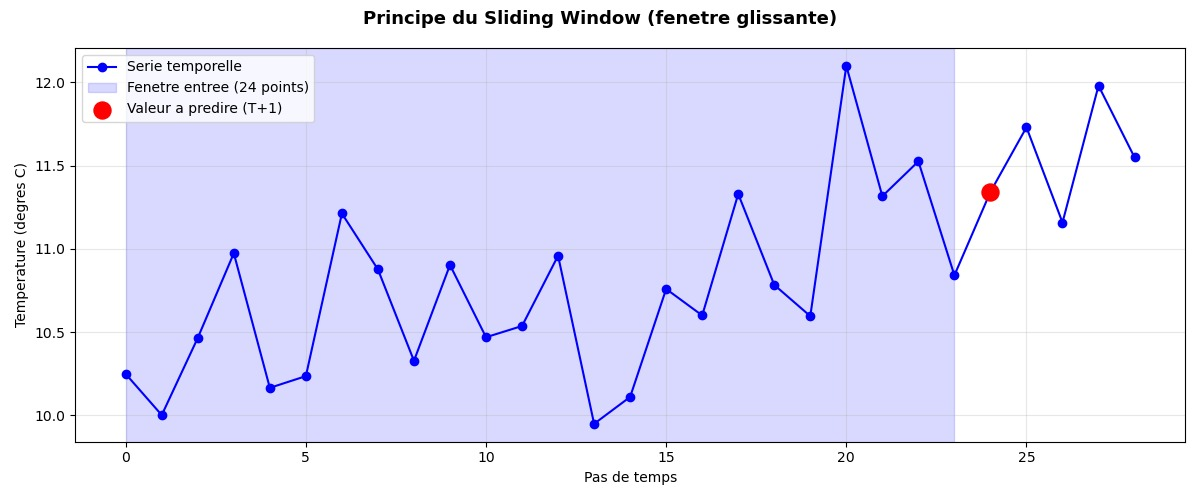 Principe du Sliding Window (fenetre glissante)
Serie temporelle
Fenetre entree (24 points)
Valeur a predire (T+1)
Temperature (degres C)
12.0
11.5
11.0
10.5
10.0
0 5 10 15 20 25
Pas de temps